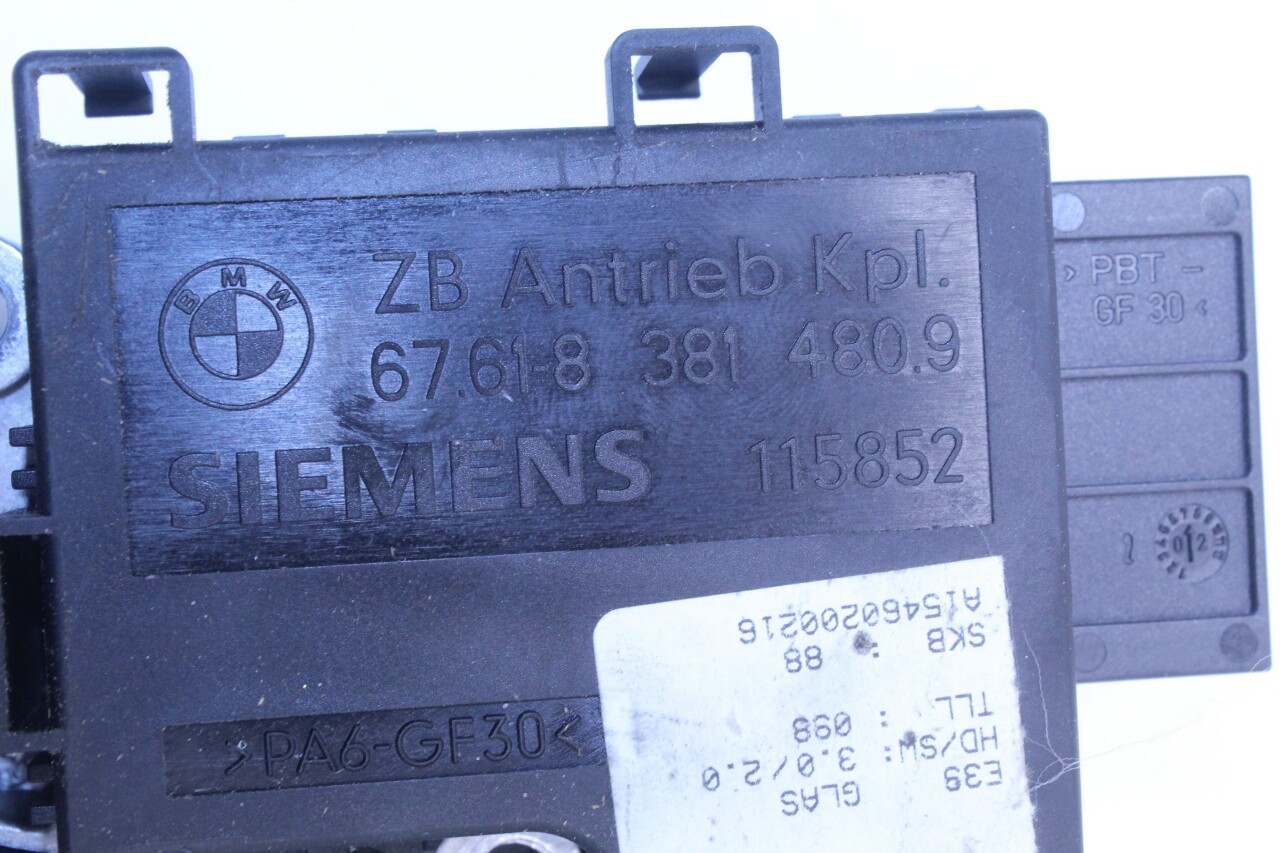 BMW
ZB Antrieb Kpl.
67.61-8 381 480.9
SIEMENS 115852
>PBT-
GF 30<
02
>PA6-GF30<
E39 GLAS
HD/SW: 3.0/2.0
TLL : 098
SKB : 88
A15460200216